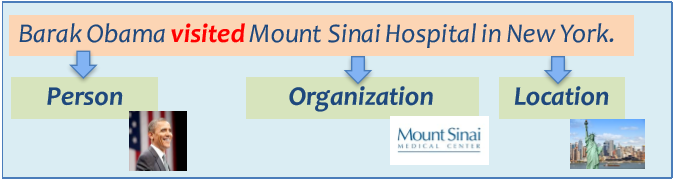 Barak Obama visited Mount Sinai Hospital in New York.
Person Organization Location
Mount Sinai
MEDICAL CENTER